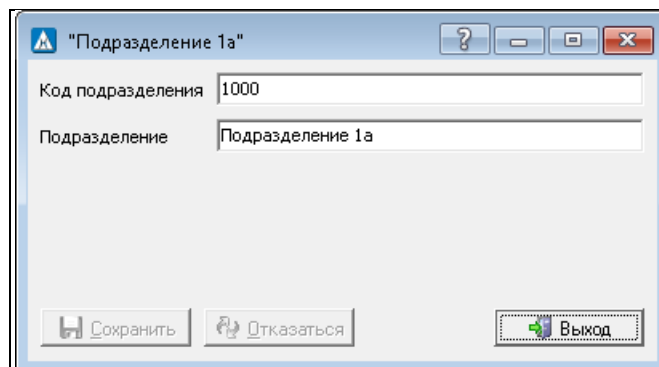 "Подразделение 1а"
Код подразделения 1000
Подразделение Подразделение 1а
Сохранить Отказаться Выход